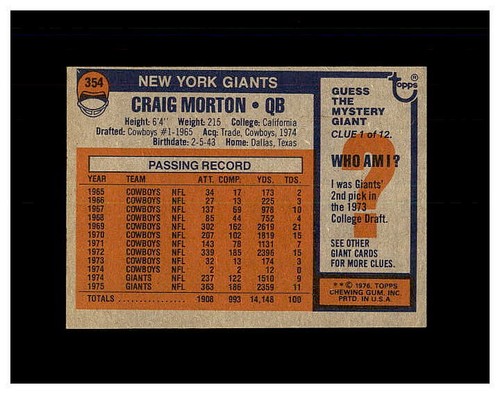 354
NEW YORK GIANTS
CRAIG MORTON • QB
Height: 6'4" Weight: 215 College: California
Drafted: Cowboys #1-1965 Acq: Trade, Cowboys, 1974
Birthdate: 2-5-43 Home: Dallas, Texas
PASSING RECORD
YEAR TEAM ATT. COMP. YDS. TDS.
1965 COWBOYS NFL 34 17 173 2
1966 COWBOYS NFL 27 13 225 3
1967 COWBOYS NFL 137 69 978 10
1968 COWBOYS NFL 85 44 752 4
1969 COWBOYS NFL 302 162 2619 21
1970 COWBOYS NFL 207 102 1819 15
1971 COWBOYS NFL 143 78 1131 7
1972 COWBOYS NFL 339 185 2396 15
1973 COWBOYS NFL 32 13 174 3
1974 COWBOYS NFL 2 2 12 0
1974 GIANTS NFL 237 122 1510 9
1975 GIANTS NFL 363 186 2359 11
TOTALS ................ 1908 993 14,148 100
topps ®
GUESS
THE
MYSTERY
GIANT
CLUE 1 of 12.
?
WHO AM I?
I was Giants'
2nd pick in
the 1973
College Draft.
SEE OTHER
GIANT CARDS
FOR MORE CLUES.
** © 1976, TOPPS
CHEWING GUM, INC.
PRTD. IN U.S.A